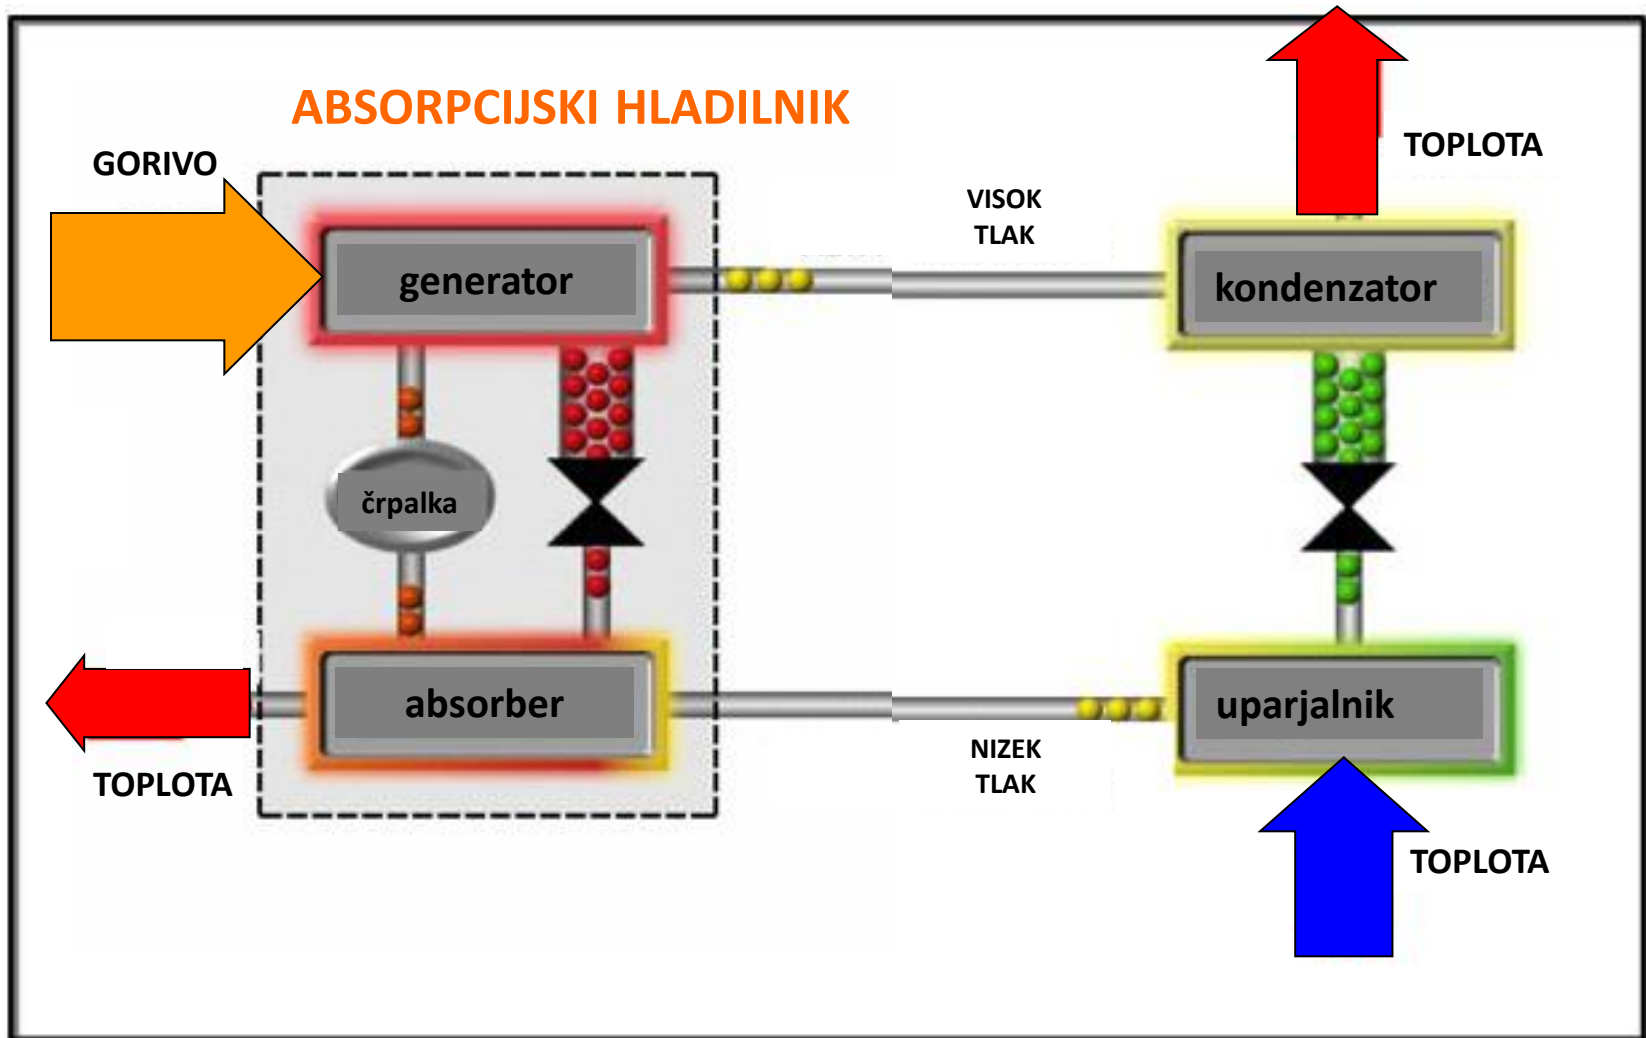 ABSORPCIJSKI HLADILNIK
GORIVO
TOPLOTA
VISOK
TLAK
generator
kondenzator
črpalka
absorber
uparjalnik
NIZEK
TLAK
TOPLOTA
TOPLOTA